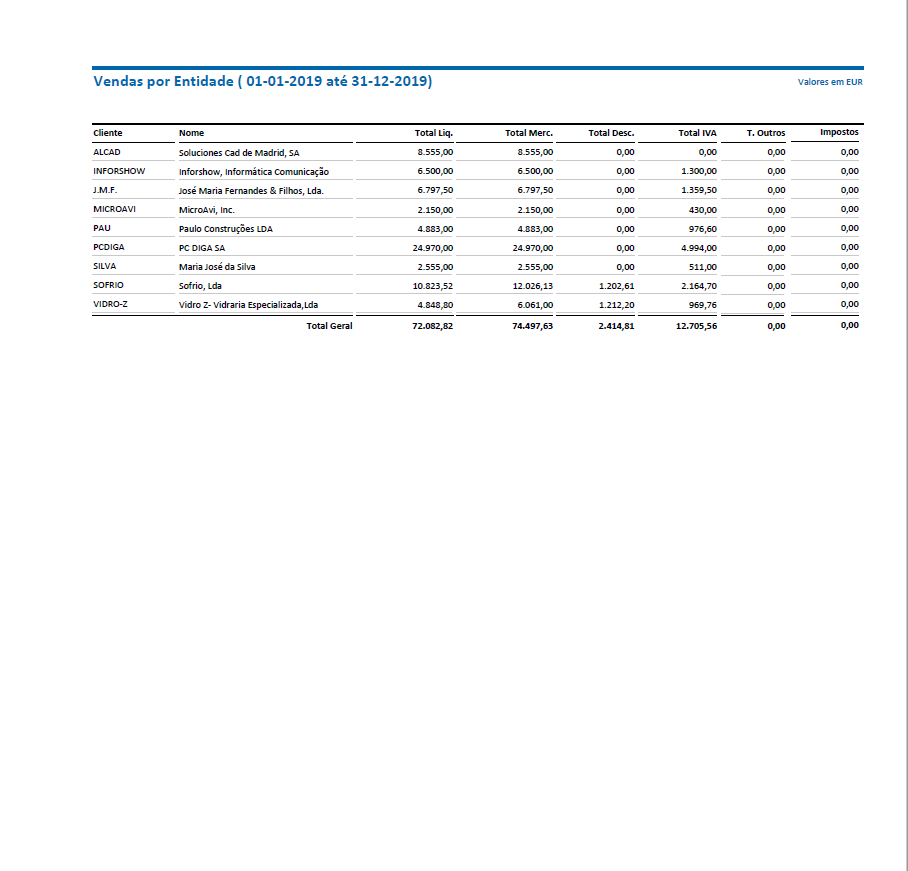 Vendas por Entidade ( 01-01-2019 até 31-12-2019) Valores em EUR
Cliente Nome Total Liq. Total Merc. Total Desc. Total IVA T. Outros Impostos
ALCAD Soluciones Cad de Madrid, SA 8.555,00 8.555,00 0,00 0,00 0,00 0,00
INFORSHOW Inforshow, Informática Comunicação 6.500,00 6.500,00 0,00 1.300,00 0,00 0,00
J.M.F. José Maria Fernandes & Filhos, Lda. 6.797,50 6.797,50 0,00 1.359,50 0,00 0,00
MICROAVI MicroAvi, Inc. 2.150,00 2.150,00 0,00 430,00 0,00 0,00
PAU Paulo Construções LDA 4.883,00 4.883,00 0,00 976,60 0,00 0,00
PCDIGA PC DIGA SA 24.970,00 24.970,00 0,00 4.994,00 0,00 0,00
SILVA Maria José da Silva 2.555,00 2.555,00 0,00 511,00 0,00 0,00
SOFRIO Sofrio, Lda 10.823,52 12.026,13 1.202,61 2.164,70 0,00 0,00
VIDRO-Z Vidro Z- Vidraria Especializada,Lda 4.848,80 6.061,00 1.212,20 969,76 0,00 0,00
Total Geral 72.082,82 74.497,63 2.414,81 12.705,56 0,00 0,00